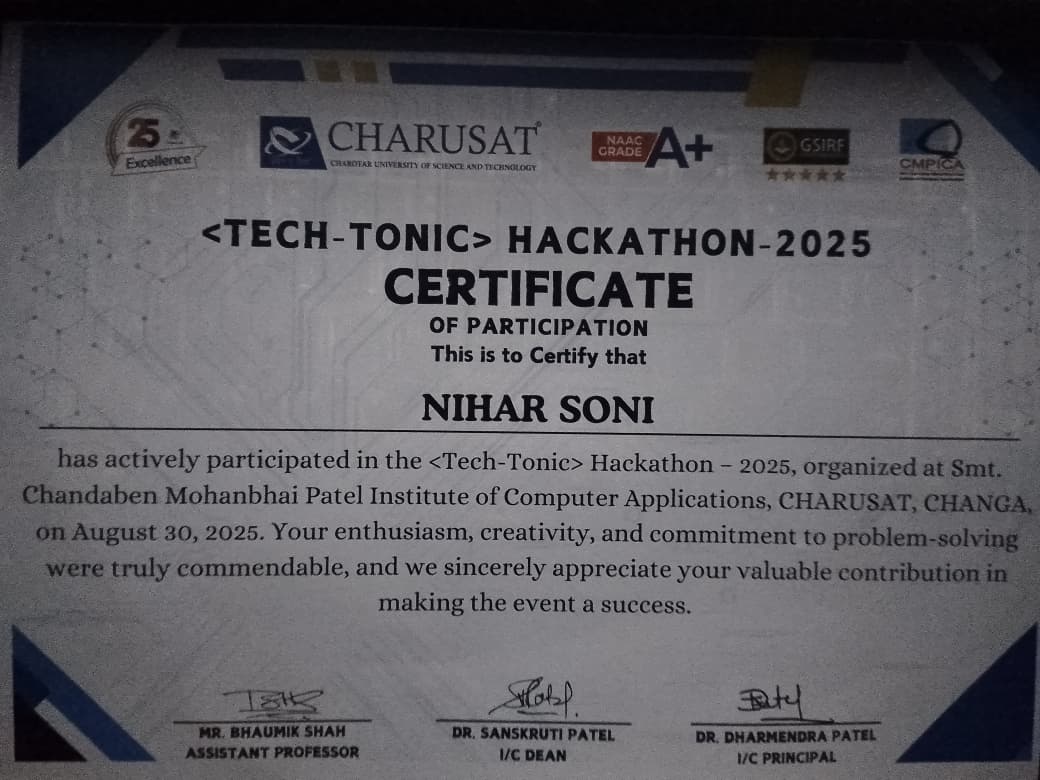 25
Excellence
CHARUSAT
CHAROTAR UNIVERSITY OF SCIENCE AND TECHNOLOGY
NAAC
GRADE
A+
GSIRF
CMPICA
<TECH-TONIC> HACKATHON-2025
CERTIFICATE
OF PARTICIPATION
This is to Certify that
NIHAR SONI
has actively participated in the <Tech-Tonic> Hackathon – 2025, organized at Smt.
Chandaben Mohanbhai Patel Institute of Computer Applications, CHARUSAT, CHANGA,
on August 30, 2025. Your enthusiasm, creativity, and commitment to problem-solving
were truly commendable, and we sincerely appreciate your valuable contribution in
making the event a success.
MR. BHAUMIK SHAH
ASSISTANT PROFESSOR
DR. SANSKRUTI PATEL
I/C DEAN
DR. DHARMENDRA PATEL
I/C PRINCIPAL